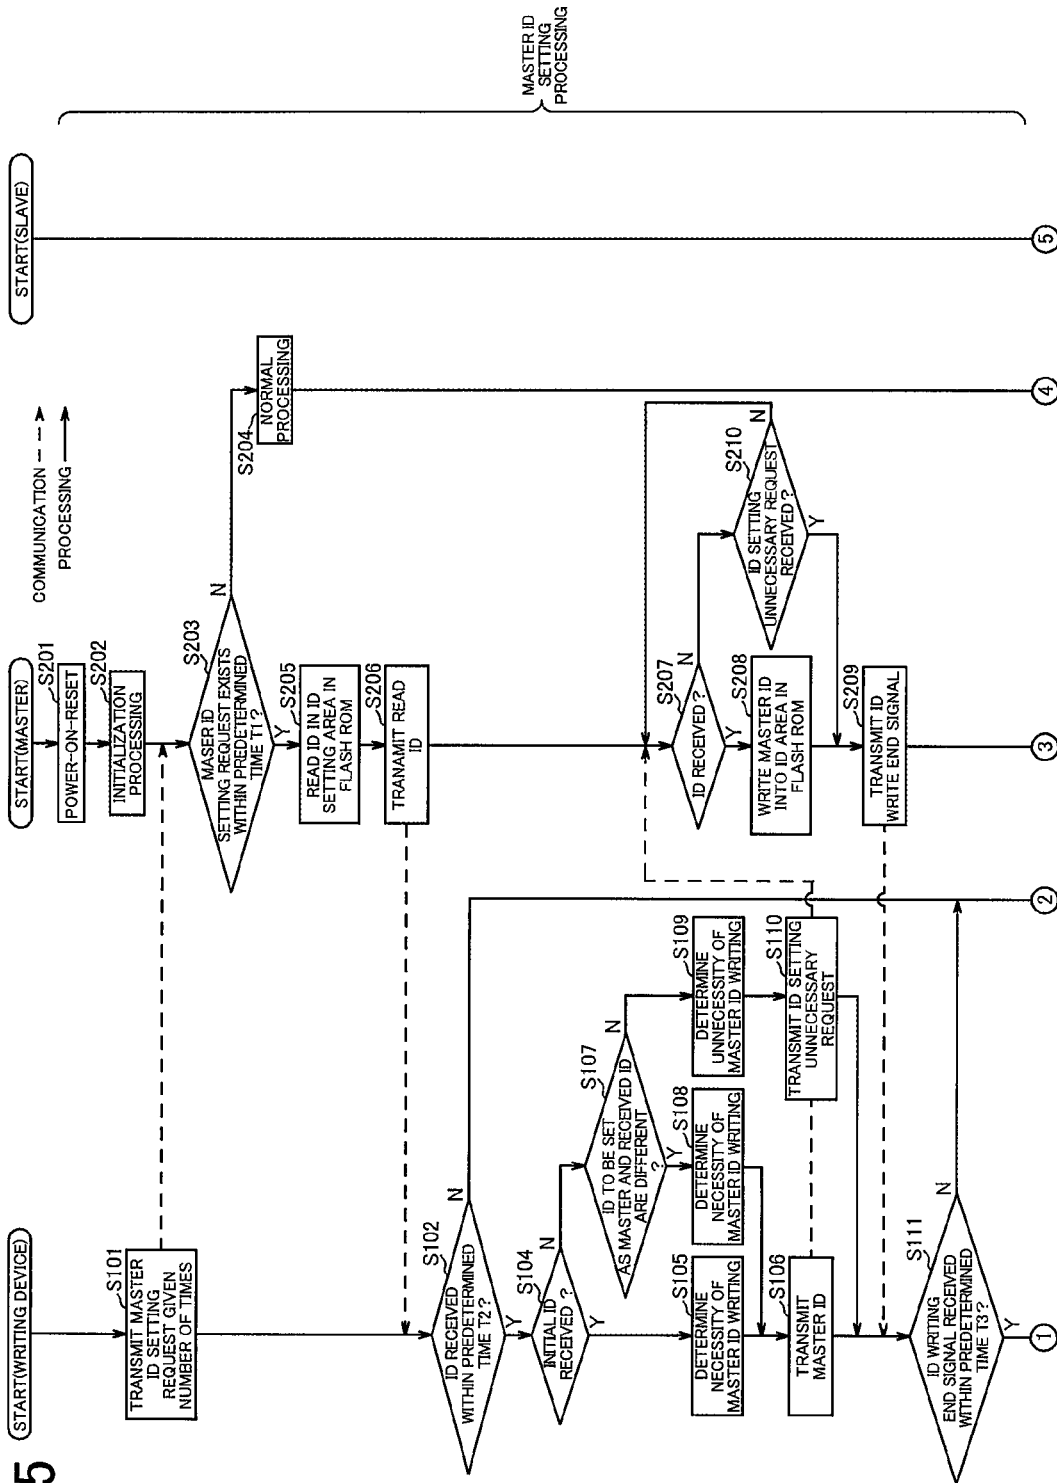 5
START(WRITING DEVICE)
S101
TRANSMIT MASTER
ID SETTING
REQUEST GIVEN
NUMBER OF TIMES
S102
ID RECEIVED
WITHIN PREDETERMINED
TIME T2 ?
N
Y
S104
INITIAL ID
RECEIVED ?
N
Y
S107
ID TO BE SET
AS MASTER AND RECEIVED ID
ARE DIFFERENT
?
N
Y
S105
DETERMINE
NECESSITY OF
MASTER ID WRITING
S108
DETERMINE
NECESSITY OF
MASTER ID WRITING
S109
DETERMINE
UNNECESSITY OF
MASTER ID WRITING
S106
TRANSMIT
MASTER ID
S110
TRANSMIT ID SETTING
UNNECESSARY
REQUEST
S111
ID WRITING
END SIGNAL RECEIVED
WITHIN PREDETERMINED
TIME T3?
N
Y
1
2
START(MASTER)
S201
POWER-ON-RESET
S202
INITIALIZATION
PROCESSING
COMMUNICATION
PROCESSING
S203
MASER ID
SETTING REQUEST EXISTS
WITHIN PREDETERMINED
TIME T1 ?
N
Y
S204
NORMAL
PROCESSING
S205
READ ID IN ID
SETTING AREA IN
FLASH ROM
S206
TRANAMIT READ
ID
S207
ID RECEIVED ?
N
Y
S210
ID SETTING
UNNECESSARY REQUEST
RECEIVED ?
N
Y
S208
WRITE MASTER ID
INTO ID AREA IN
FLASH ROM
S209
TRANSMIT ID
WRITE END SIGNAL
3
4
START(SLAVE)
5
MASTER ID
SETTING
PROCESSING